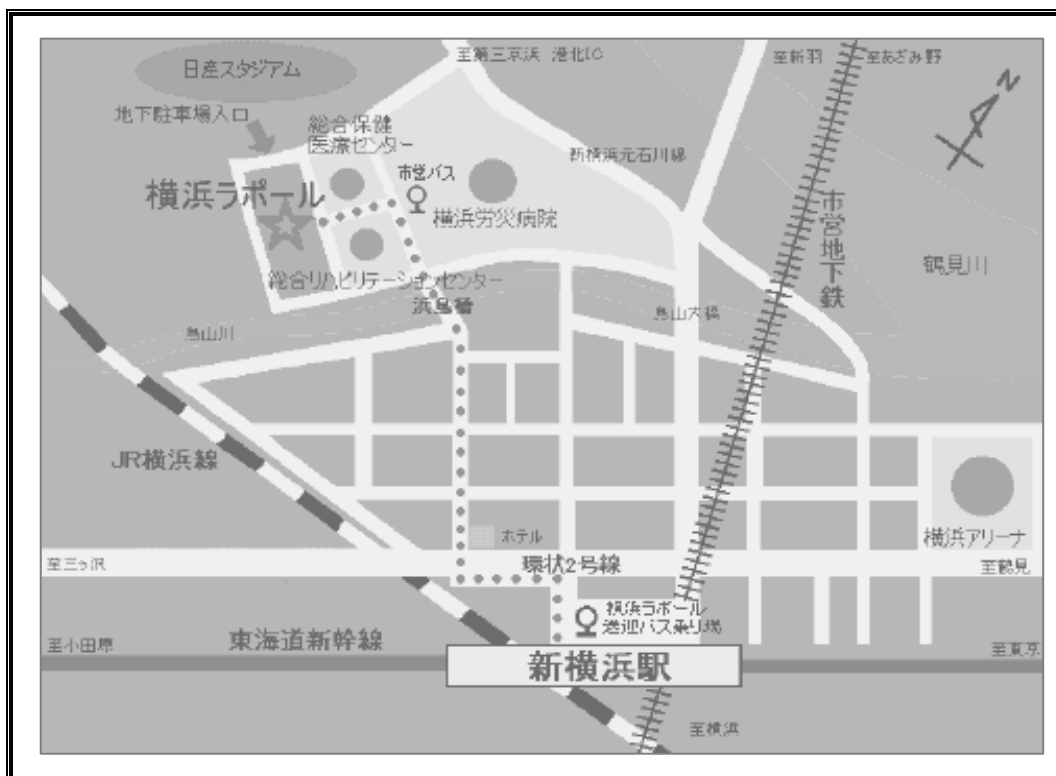 至第三京浜 港北IC
至新羽
至あざみ野
日産スタジアム
N
地下駐車場入口
総合保健
医療センター
新横浜元石川線
市営バス
横浜ラポール
横浜労災病院
市営地下鉄
鶴見川
総合リハビリテーションセンター
浜鳥橋
鳥山川
鳥山大橋
JR横浜線
ホテル
横浜アリーナ
至三ッ沢
環状2号線
至鶴見
横浜ラポール
送迎バス乗り場
至小田原
東海道新幹線
至東京
新横浜駅
至横浜